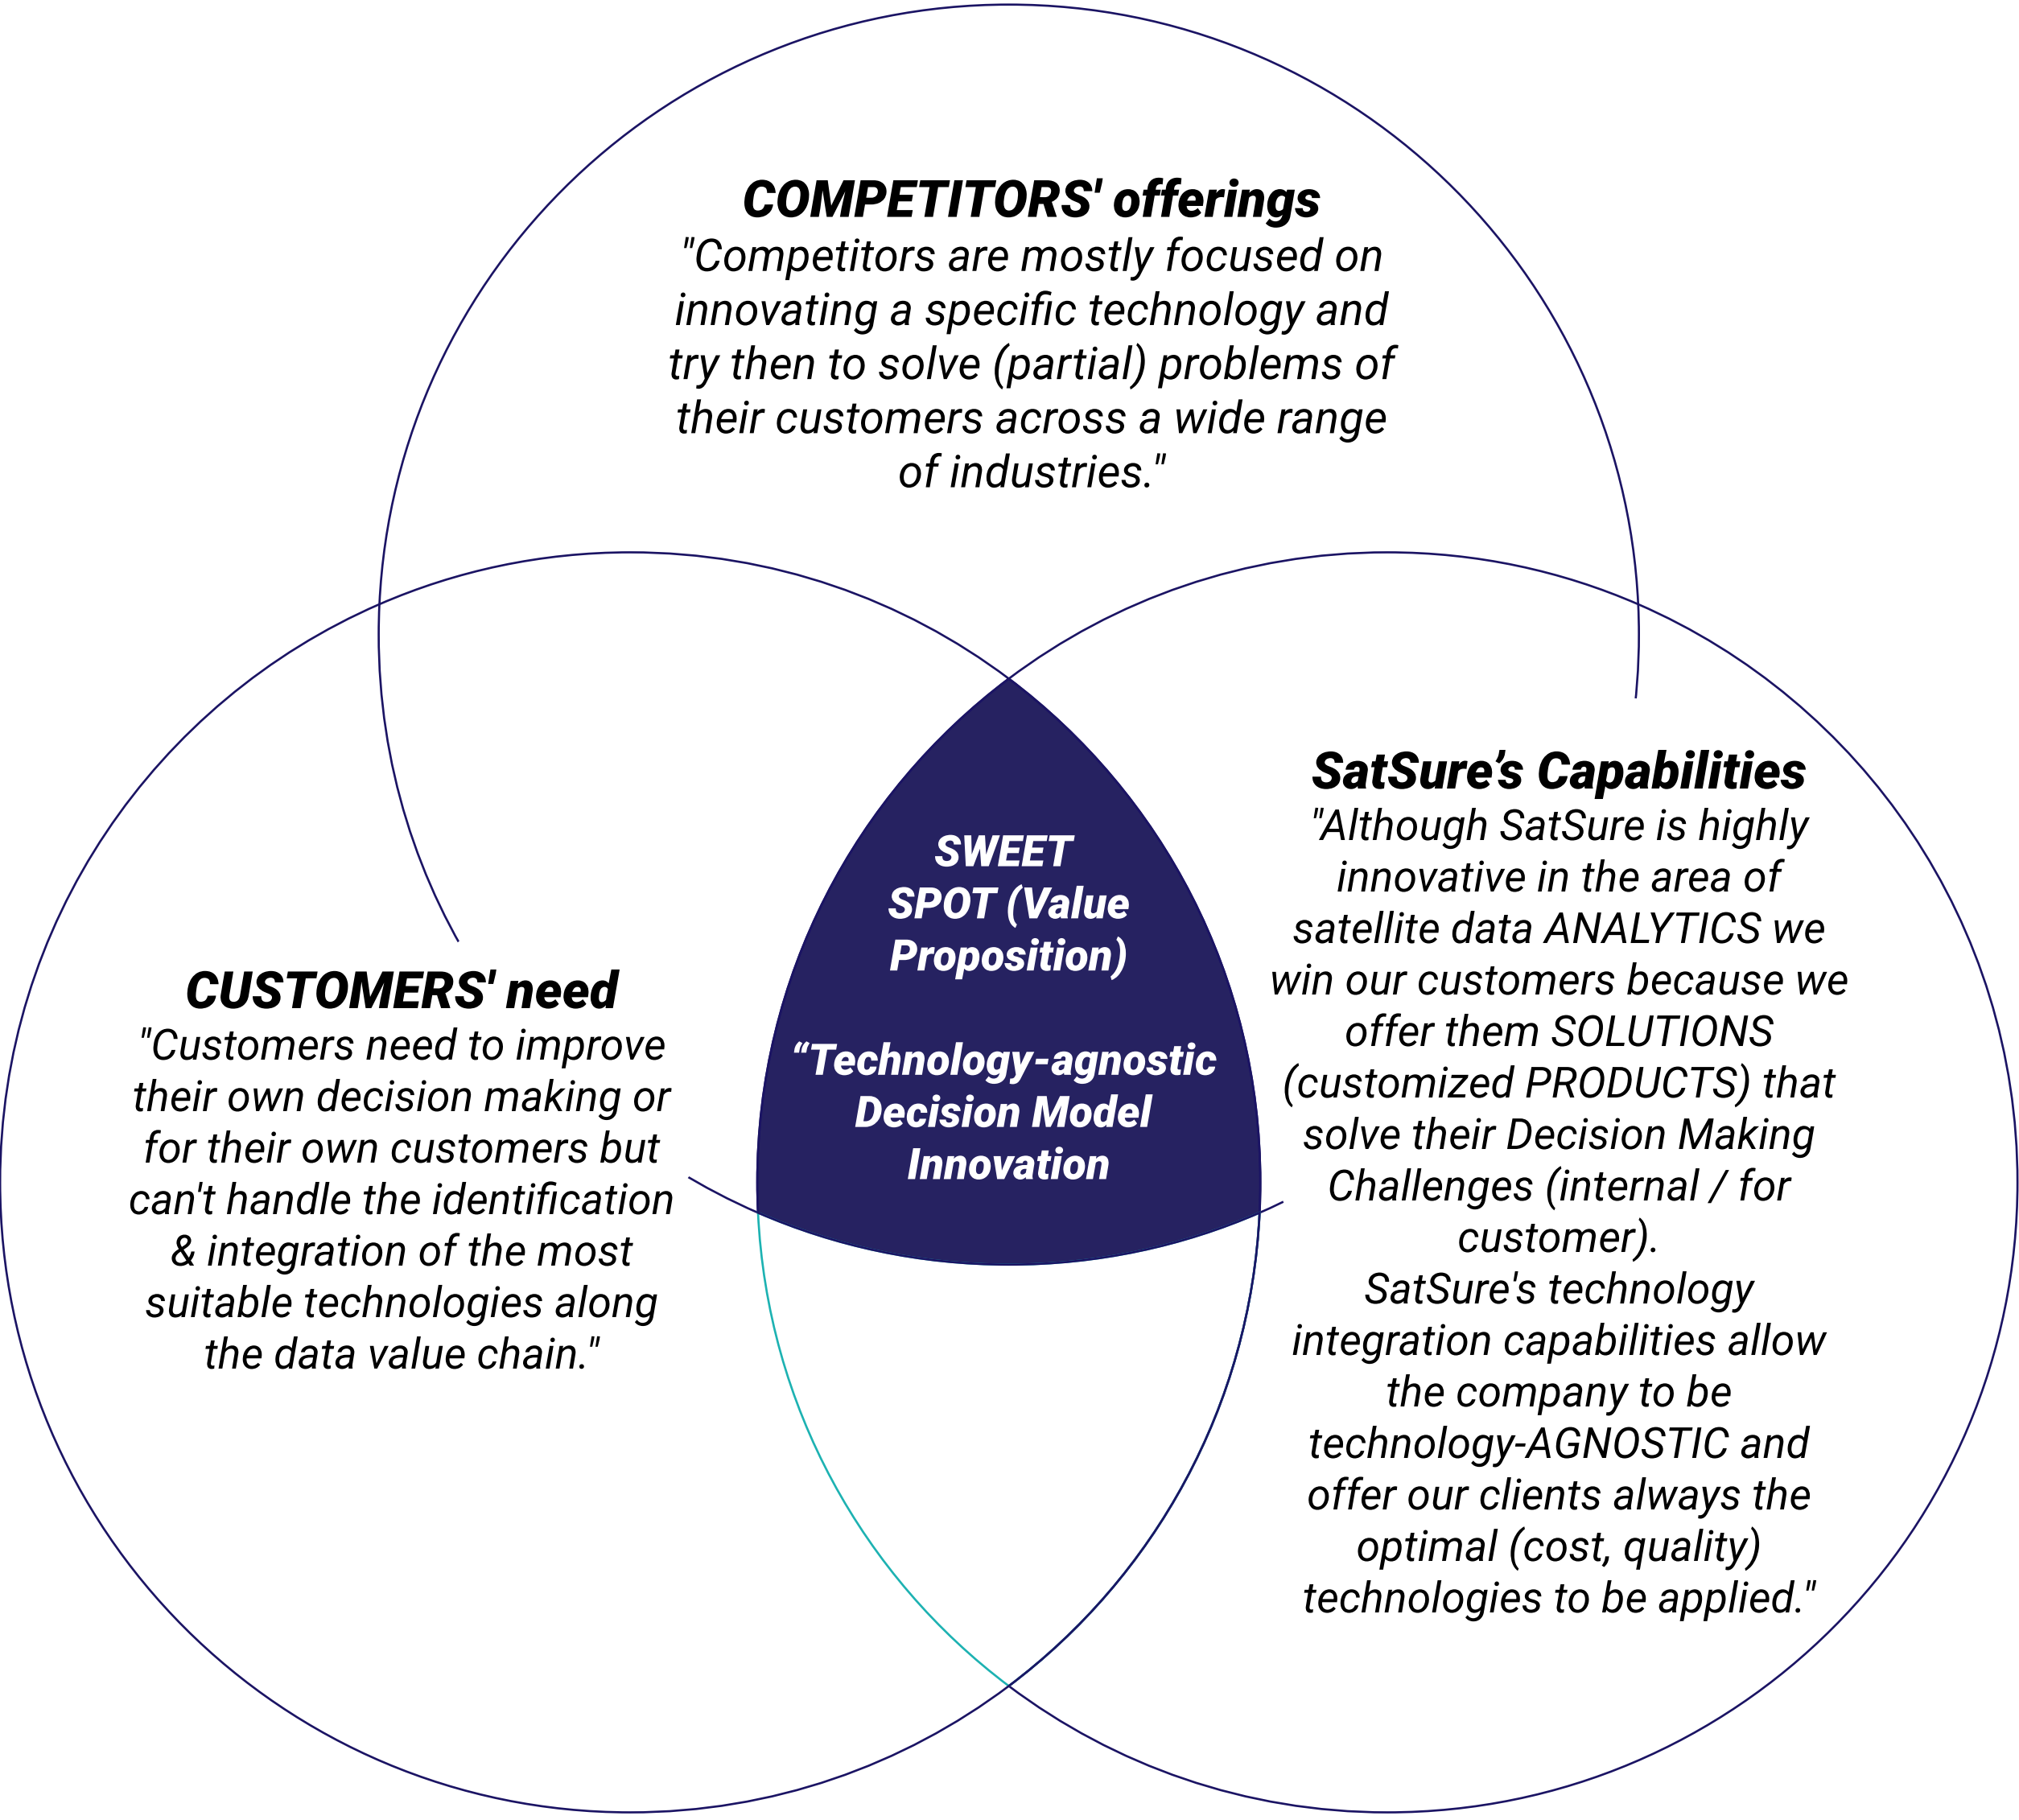 COMPETITORS' offerings
"Competitors are mostly focused on
innovating a specific technology and
try then to solve (partial) problems of
their customers across a wide range
of industries."
SWEET
SPOT (Value
Proposition)
“Technology-agnostic
Decision Model
Innovation
CUSTOMERS' need
"Customers need to improve
their own decision making or
for their own customers but
can't handle the identification
& integration of the most
suitable technologies along
the data value chain."
SatSure’s Capabilities
"Although SatSure is highly
innovative in the area of
satellite data ANALYTICS we
win our customers because we
offer them SOLUTIONS
(customized PRODUCTS) that
solve their Decision Making
Challenges (internal / for
customer).
SatSure's technology
integration capabilities allow
the company to be
technology-AGNOSTIC and
offer our clients always the
optimal (cost, quality)
technologies to be applied."